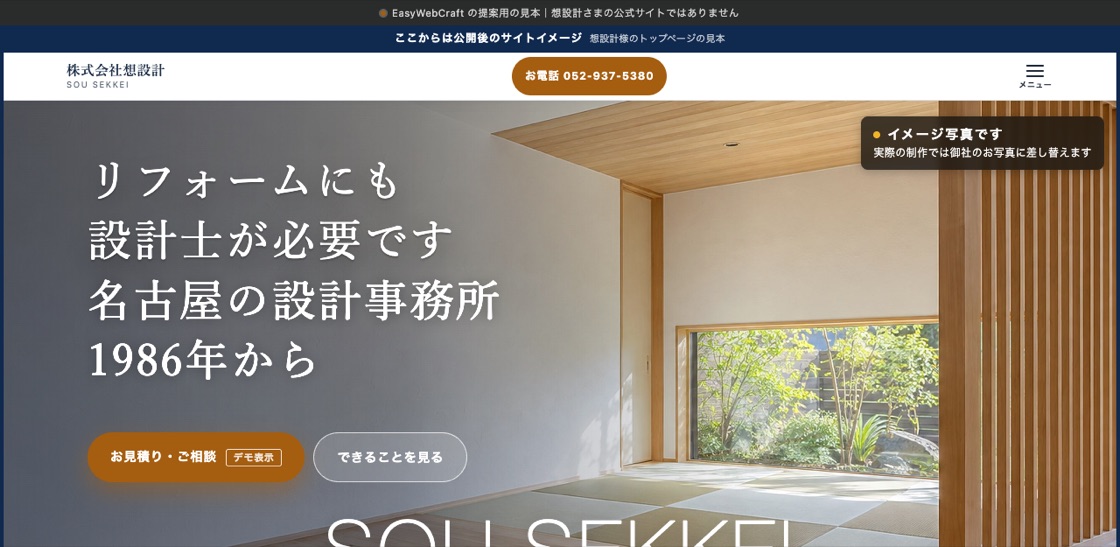 EasyWebCraft の提案用の見本｜想設計さまの公式サイトではありません
ここからは公開後のサイトイメージ 想設計様のトップページの見本
株式会社想設計
SOU SEKKEI
お電話 052-937-5380
メニュー
イメージ写真です
実際の制作では御社のお写真に差し替えます
リフォームにも
設計士が必要です
名古屋の設計事務所
1986年から
お見積り・ご相談 デモ表示
できることを見る
SOU SEKKEI